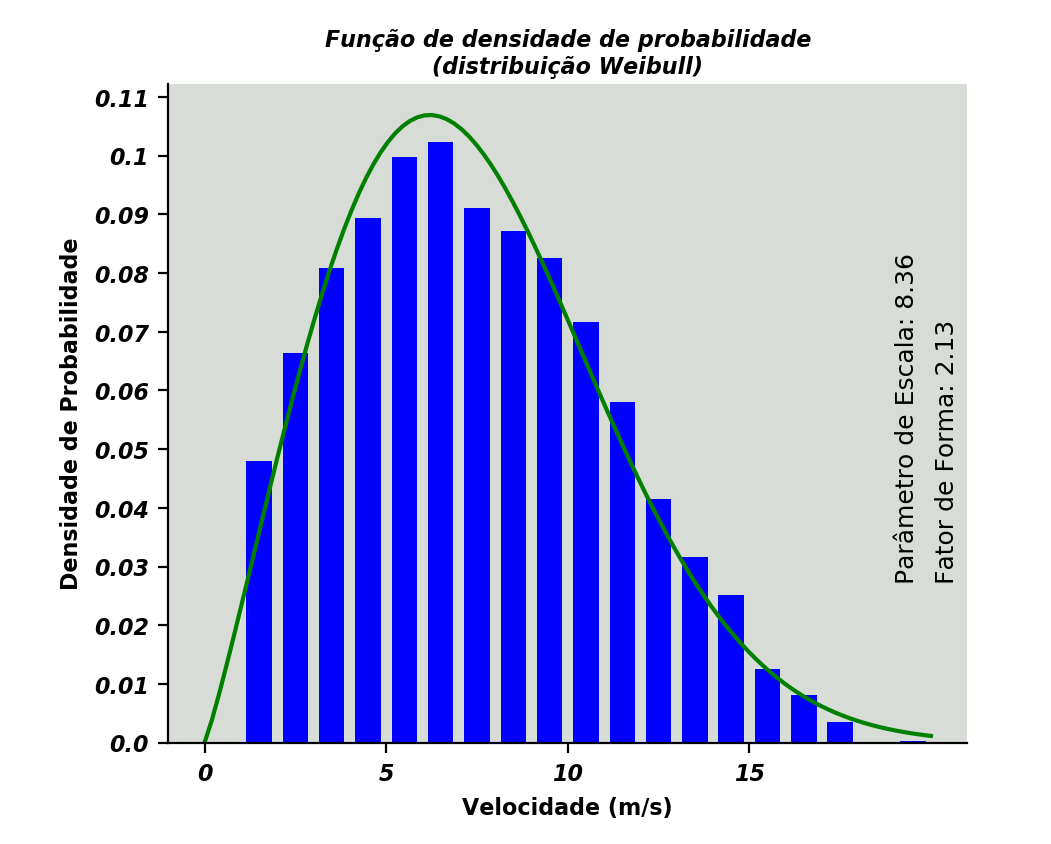 Função de densidade de probabilidade
(distribuição Weibull)
0.11
0.1
0.09
0.08
0.07
0.06
0.05
0.04
0.03
0.02
0.01
0.0
Densidade de Probabilidade
Parâmetro de Escala: 8.36
Fator de Forma: 2.13
0 5 10 15
Velocidade (m/s)